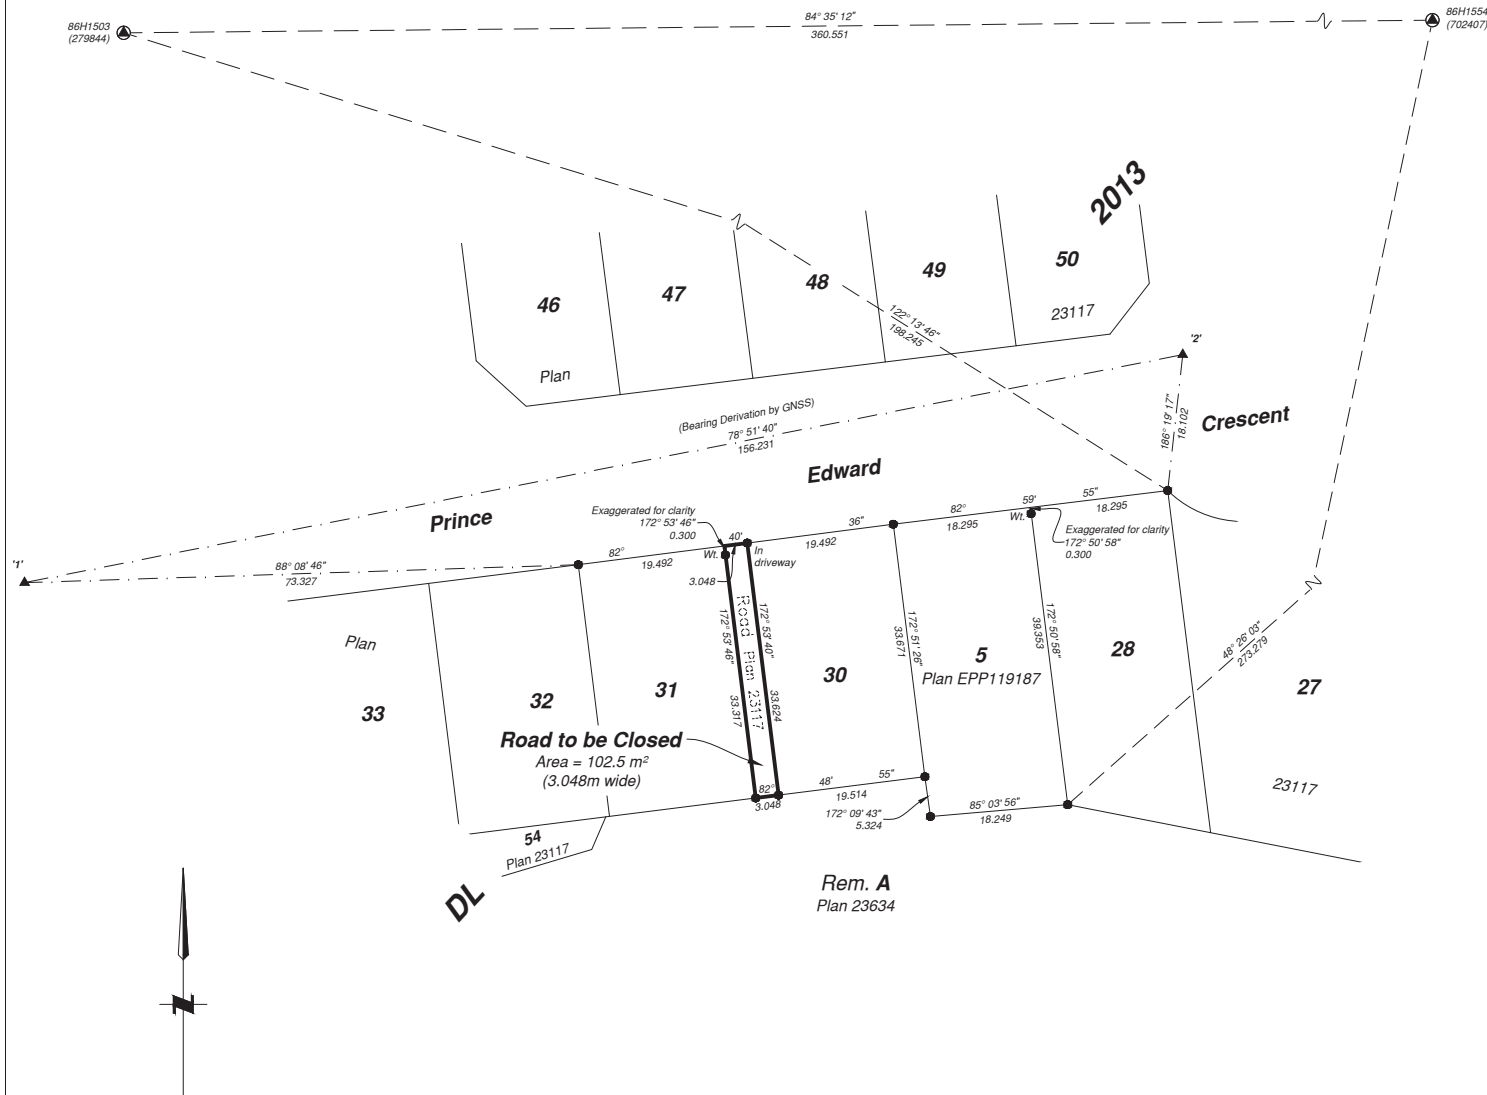 86H1503
(279844)
84° 35' 12"
360.551
86H1554
(702407)
2013
46
47
48
49
50
23117
Plan
122° 13' 46"
198.245
'2'
(Bearing Derivation by GNSS)
78° 51' 40"
156.231
186° 19' 17"
18.102
Crescent
Edward
Prince
'1'
88° 08' 46"
73.327
Exaggerated for clarity
172° 53' 46"
0.300
82°
40'
36"
19.492
19.492
Wt.
In
driveway
3.048
82°
59'
55"
18.295
18.295
Wt.
Exaggerated for clarity
172° 50' 58"
0.300
Plan
33
32
31
172° 53' 46"
33.317
Road Plan 23117
172° 53' 40"
33.624
30
172° 51' 26"
33.671
5
Plan EPP119187
172° 50' 58"
39.353
28
48° 26' 03"
273.279
27
23117
Road to be Closed
Area = 102.5 m²
(3.048m wide)
82°
48'
55"
3.048
19.514
172° 09' 43"
5.324
85° 03' 56"
18.249
54
Plan 23117
DL
Rem. A
Plan 23634
N